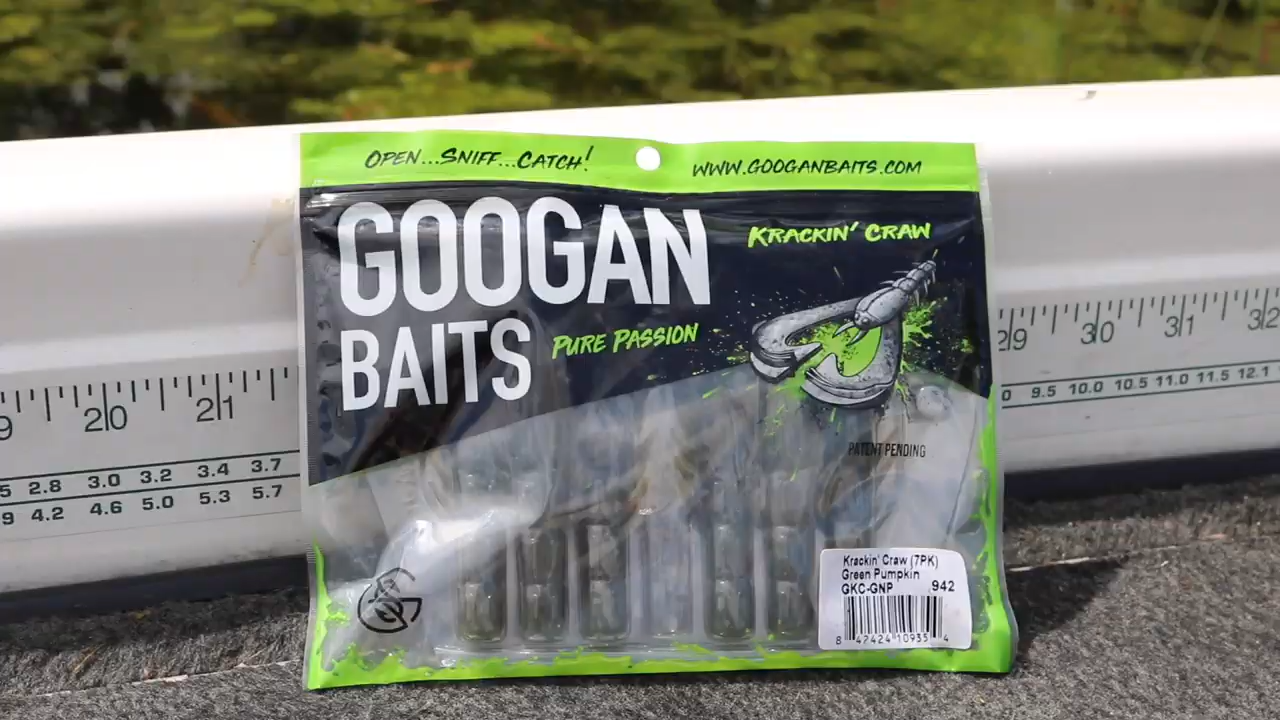 OPEN...SNIFF...CATCH!
WWW.GOOGANBAITS.COM
GOOGAN
BAITS
PURE PASSION
KRACKIN' CRAW
PATENT PENDING
Krackin' Craw (7PK)
Green Pumpkin
GKC-GNP 942
8 47424 10935 4
9 20 21
5 2.8 3.0 3.2 3.4 3.7
9 4.2 4.6 5.0 5.3 5.7
29 30 31 32
0 9.5 10.0 10.5 11.0 11.5 12.1